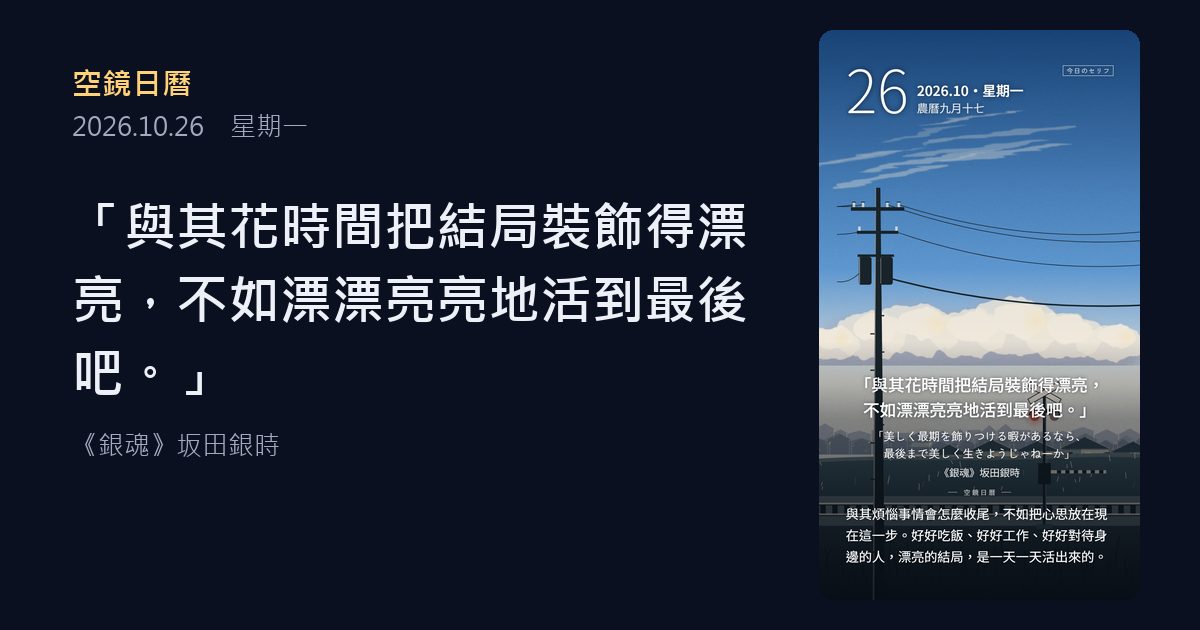 空鏡日曆
2026.10.26 星期一
「與其花時間把結局裝飾得漂
亮，不如漂漂亮亮地活到最後
吧。」
《銀魂》坂田銀時
26
2026.10・星期一
農曆九月十七
今日のセリフ
「與其花時間把結局裝飾得漂亮，
不如漂漂亮亮地活到最後吧。」
「美しく最期を飾りつける暇があるなら、
最後まで美しく生きようじゃねーか」
《銀魂》坂田銀時
空鏡日曆
與其煩惱事情會怎麼收尾，不如把心思放在現
在這一步。好好吃飯、好好工作、好好對待身
邊的人，漂亮的結局，是一天一天活出來的。